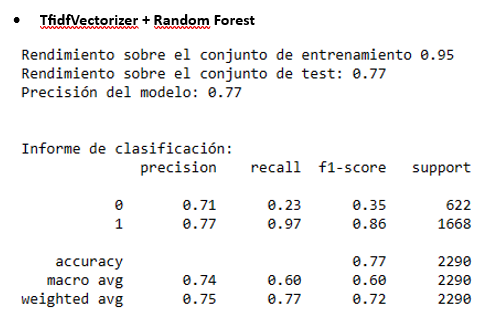 • TfidfVectorizer + Random Forest
Rendimiento sobre el conjunto de entrenamiento 0.95
Rendimiento sobre el conjunto de test: 0.77
Precisión del modelo: 0.77
Informe de clasificación:
precision recall f1-score support
0 0.71 0.23 0.35 622
1 0.77 0.97 0.86 1668
accuracy 0.77 2290
macro avg 0.74 0.60 0.60 2290
weighted avg 0.75 0.77 0.72 2290